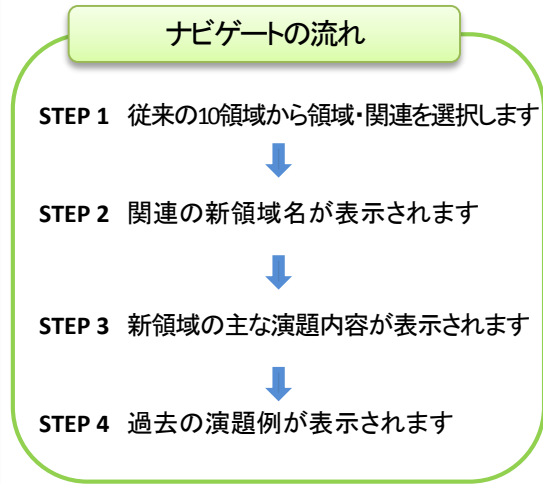 ナビゲートの流れ
STEP 1 従来の10領域から領域・関連を選択します
STEP 2 関連の新領域名が表示されます
STEP 3 新領域の主な演題内容が表示されます
STEP 4 過去の演題例が表示されます